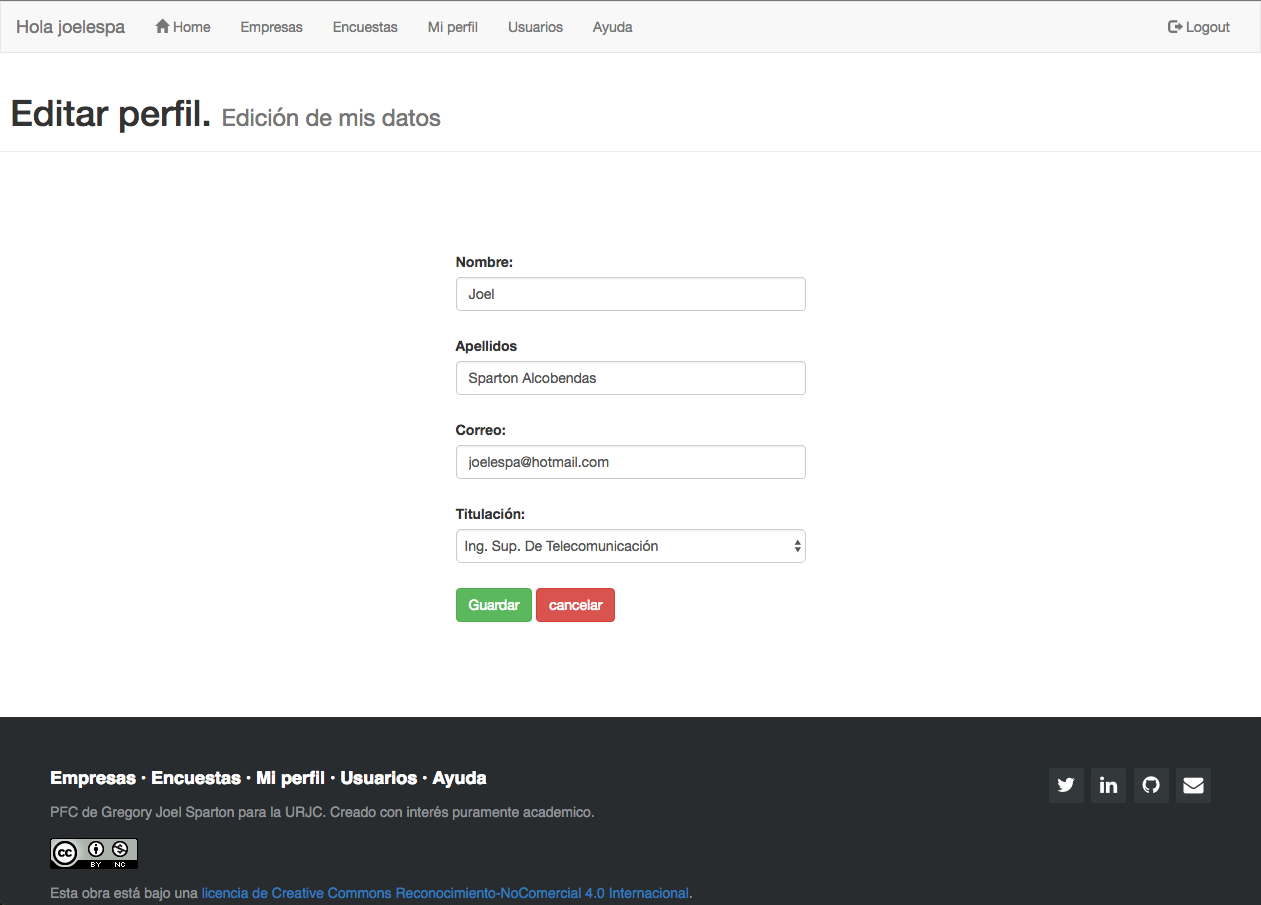 Hola joelespa Home Empresas Encuestas Mi perfil Usuarios Ayuda Logout
Editar perfil. Edición de mis datos
Nombre:
Joel
Apellidos
Sparton Alcobendas
Correo:
joelespa@hotmail.com
Titulación:
Ing. Sup. De Telecomunicación
Guardar cancelar
Empresas · Encuestas · Mi perfil · Usuarios · Ayuda
in
PFC de Gregory Joel Sparton para la URJC. Creado con interés puramente academico.
cc BY NC
Esta obra está bajo una licencia de Creative Commons Reconocimiento-NoComercial 4.0 Internacional.